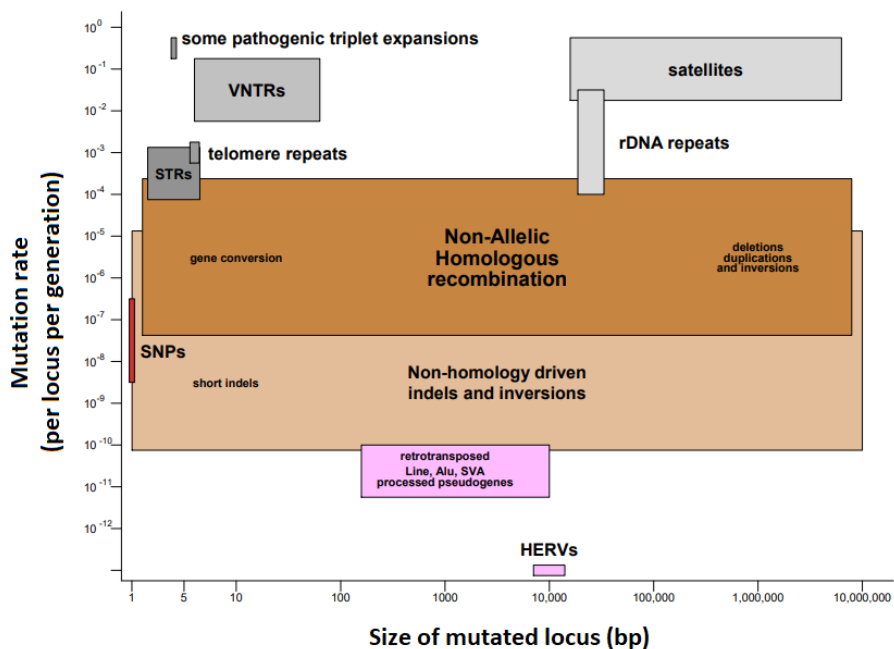 10⁰
some pathogenic triplet expansions
10⁻¹
VNTRs
satellites
10⁻²
10⁻³
telomere repeats
rDNA repeats
STRs
10⁻⁴
10⁻⁵
Non-Allelic
Homologous
recombination
gene conversion
deletions
duplications
and inversions
10⁻⁶
10⁻⁷
SNPs
10⁻⁸
Non-homology driven
indels and inversions
short indels
10⁻⁹
10⁻¹⁰
retrotransposed
Line, Alu, SVA
processed pseudogenes
10⁻¹¹
10⁻¹²
HERVs
Mutation rate
(per locus per generation)
1 5 10 100 1000 10,000 100,000 1,000,000 10,000,000
Size of mutated locus (bp)